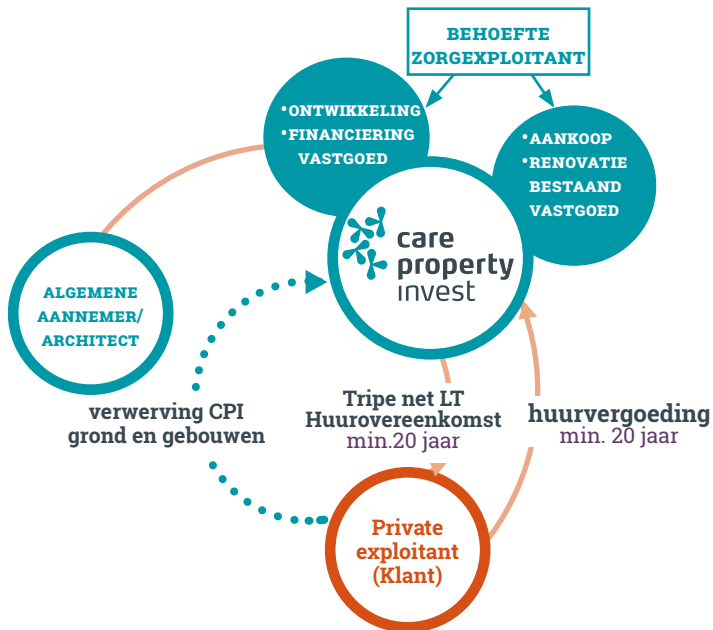 BEHOEFTE
ZORGEXPLOITANT
•ONTWIKKELING
•FINANCIERING
VASTGOED
•AANKOOP
•RENOVATIE
BESTAAND
VASTGOED
care
property
invest
ALGEMENE
AANNEMER/
ARCHITECT
verwerving CPI
grond en gebouwen
Tripe net LT
Huurovereenkomst
min.20 jaar
huurvergoeding
min. 20 jaar
Private
exploitant
(Klant)